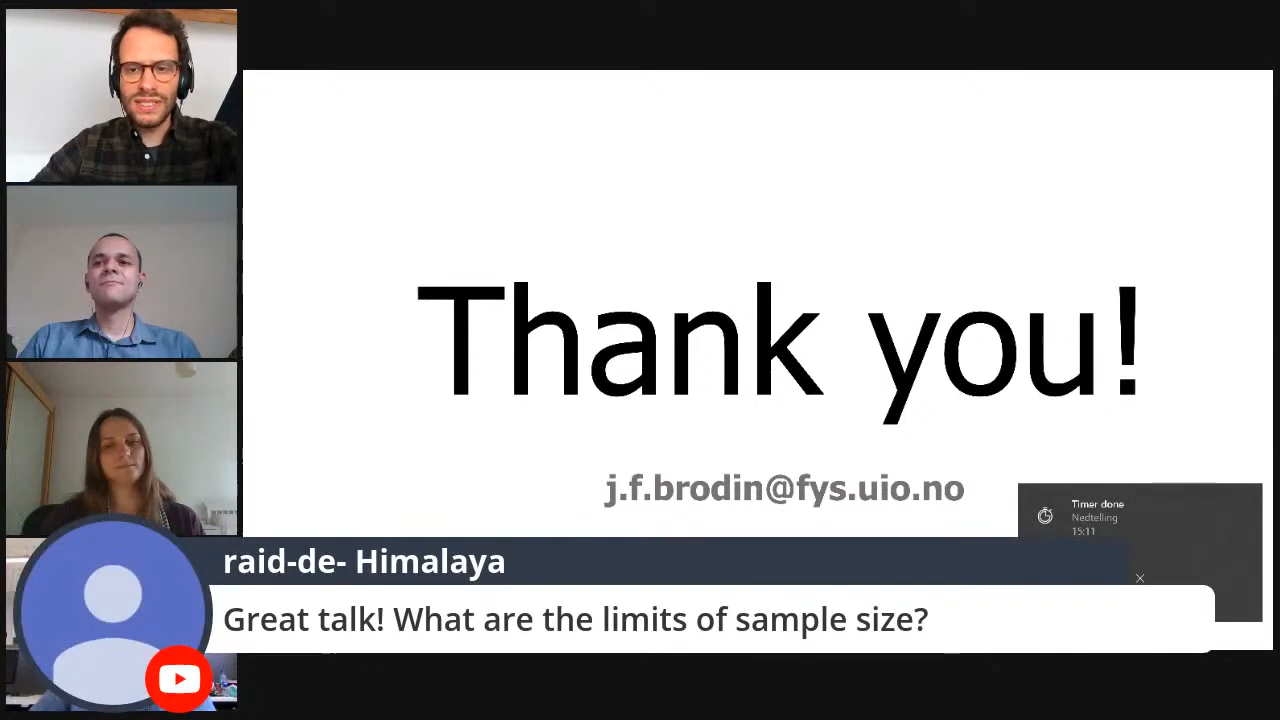 Thank you!
j.f.brodin@fys.uio.no
Timer done
Nedtelling
15:11
raid-de- Himalaya
Great talk! What are the limits of sample size?